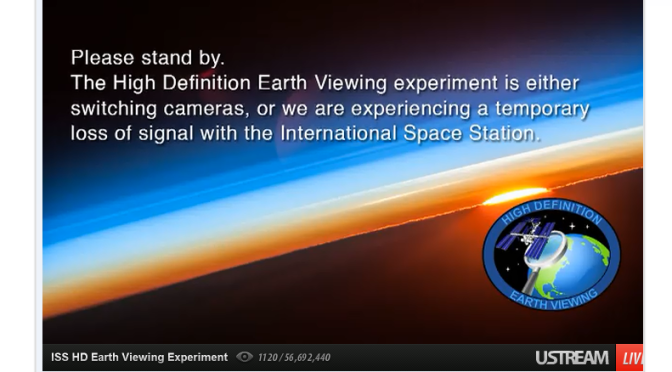 Please stand by.
The High Definition Earth Viewing experiment is either
switching cameras, or we are experiencing a temporary
loss of signal with the International Space Station.
HIGH DEFINITION
EARTH VIEWING
ISS HD Earth Viewing Experiment 1120/56,692,440 USTREAM LIV